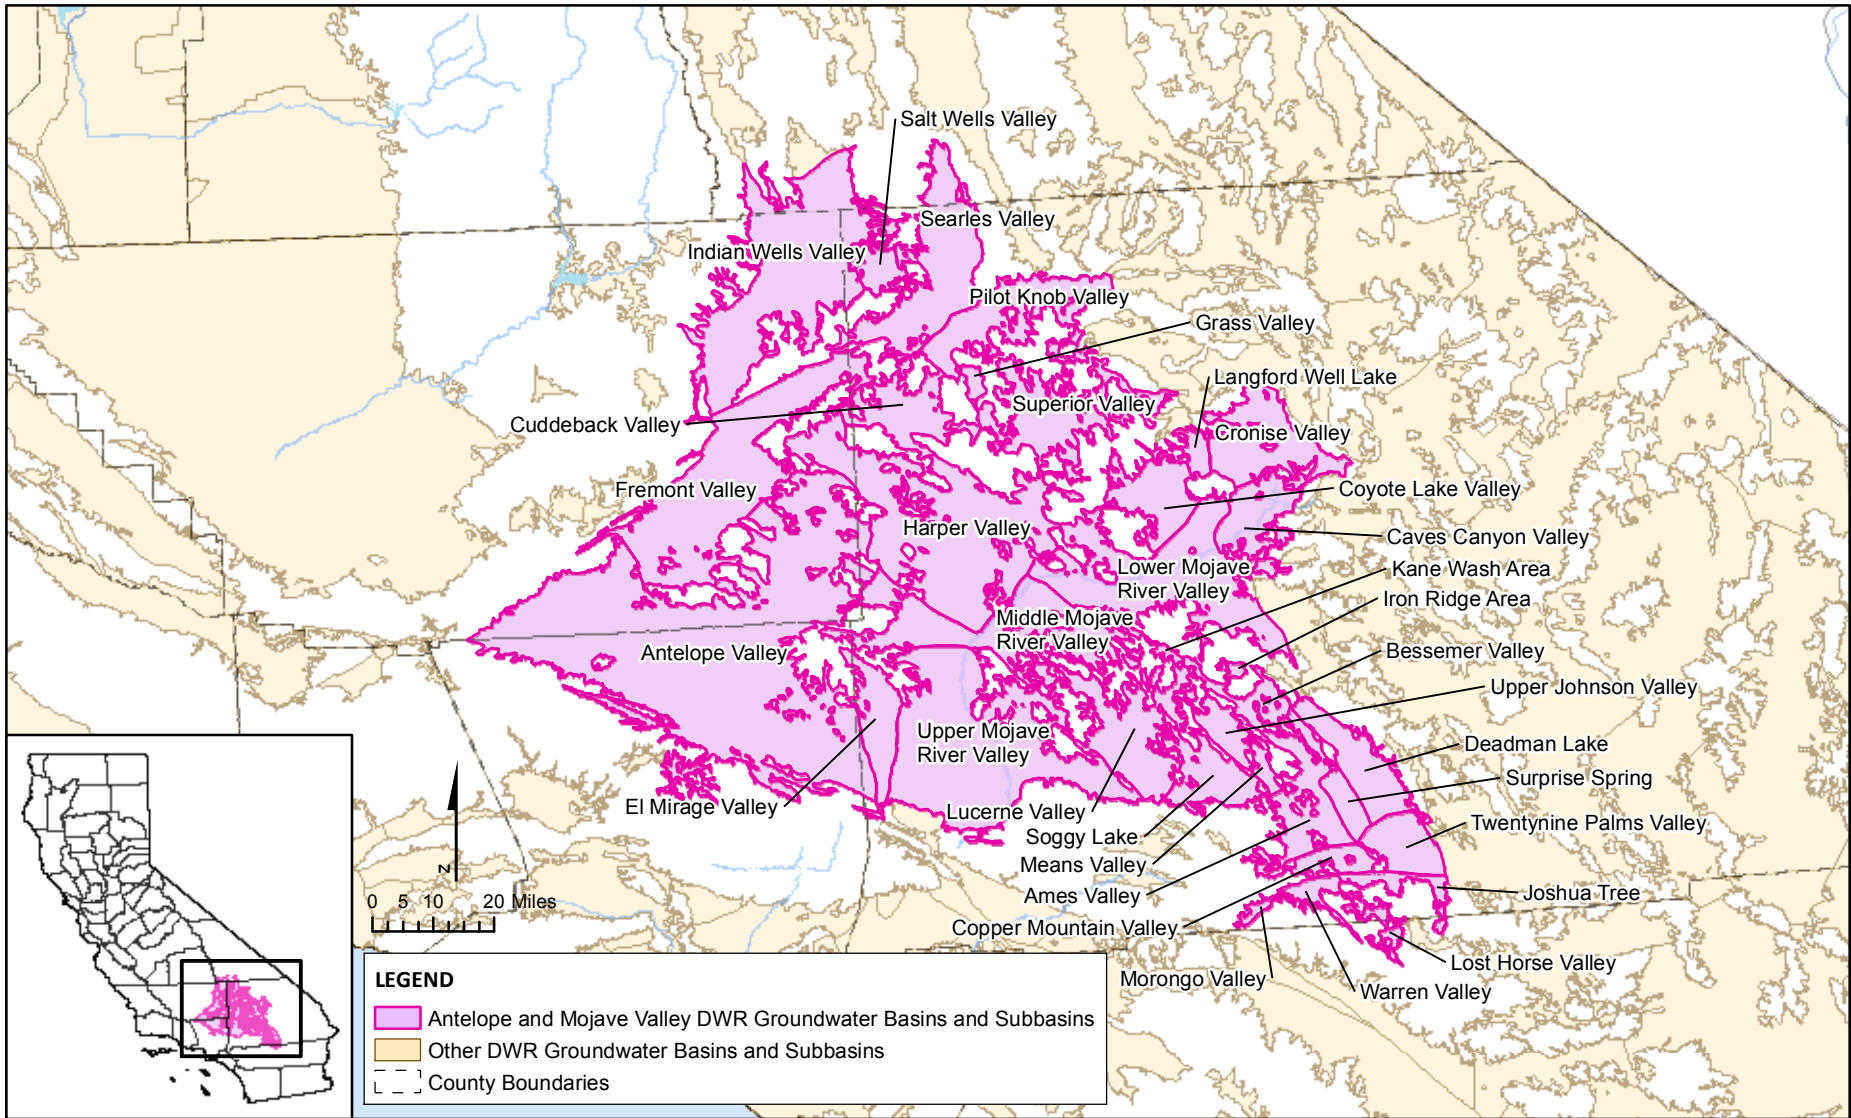 Salt Wells Valley
Searles Valley
Indian Wells Valley
Pilot Knob Valley
Grass Valley
Langford Well Lake
Superior Valley
Cuddeback Valley
Cronise Valley
Fremont Valley
Coyote Lake Valley
Harper Valley
Caves Canyon Valley
Lower Mojave
River Valley
Kane Wash Area
Iron Ridge Area
Middle Mojave
River Valley
Antelope Valley
Bessemer Valley
Upper Johnson Valley
Upper Mojave
River Valley
Deadman Lake
Surprise Spring
El Mirage Valley
Lucerne Valley
Twentynine Palms Valley
Soggy Lake
Means Valley
Ames Valley
Joshua Tree
Copper Mountain Valley
Lost Horse Valley
Morongo Valley
Warren Valley
N
0 5 10 20 Miles
LEGEND
Antelope and Mojave Valley DWR Groundwater Basins and Subbasins
Other DWR Groundwater Basins and Subbasins
County Boundaries